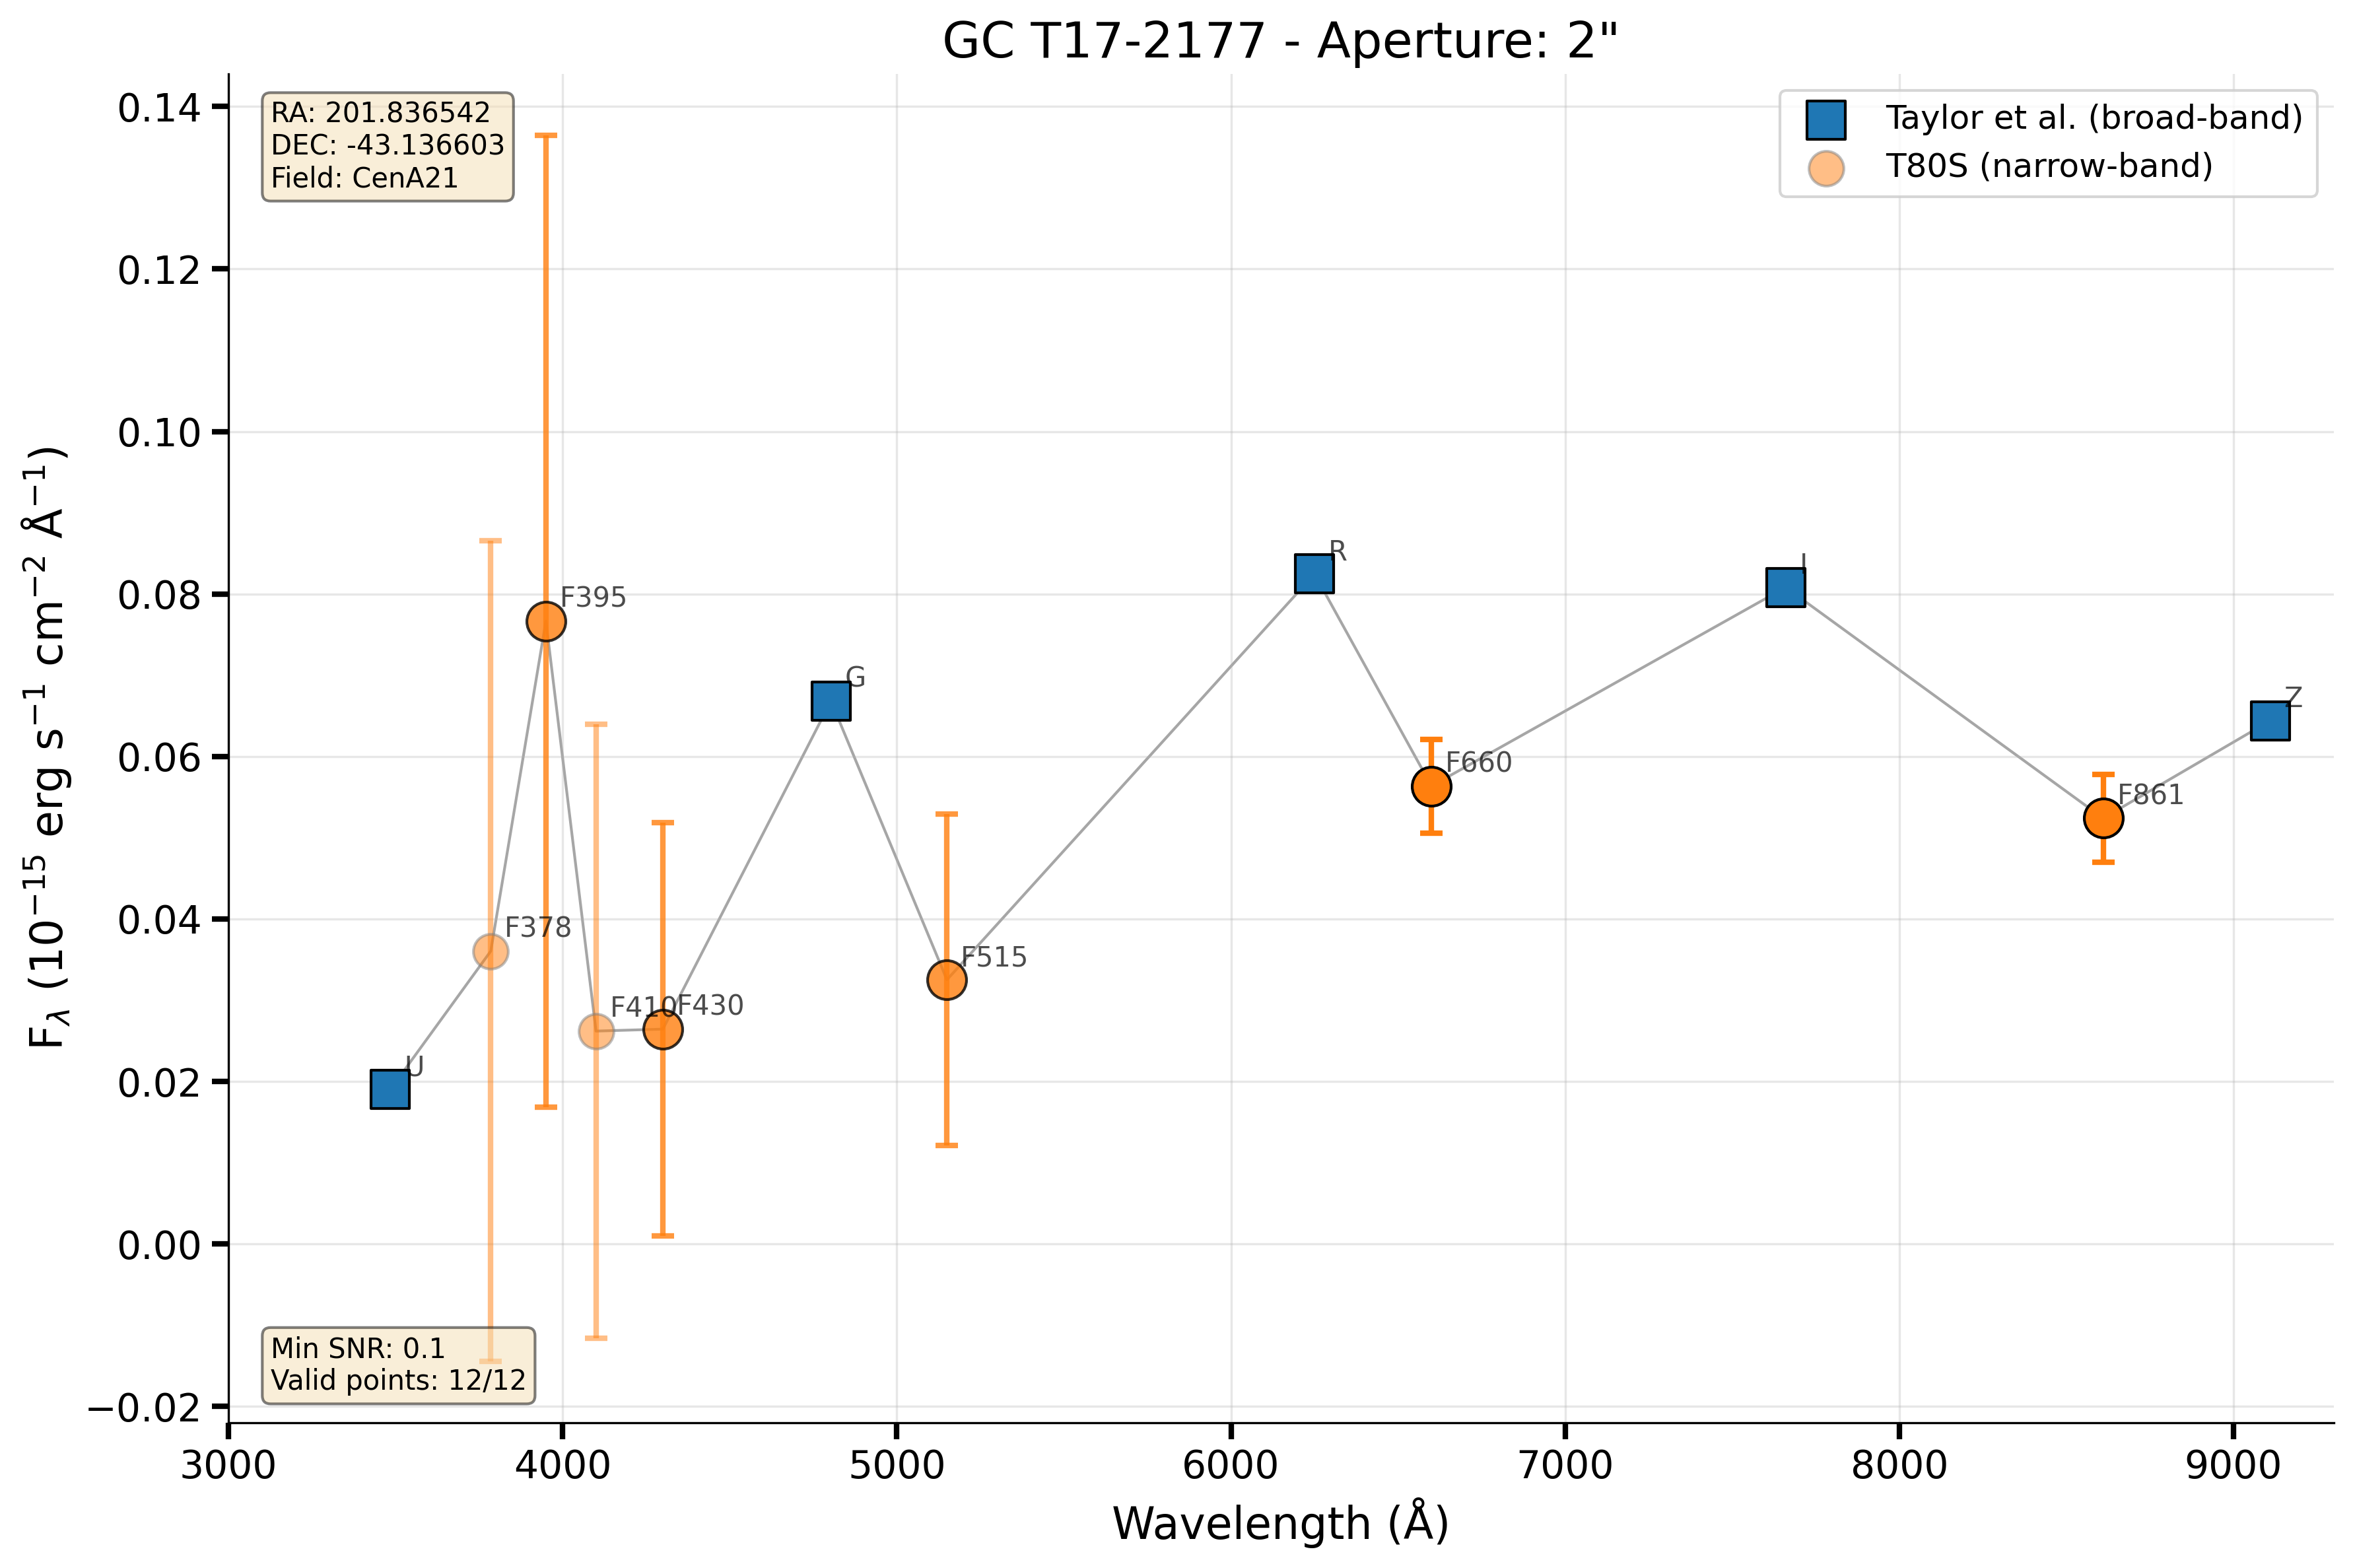 GC T17-2177 - Aperture: 2"
RA: 201.836542
DEC: -43.136603
Field: CenA21
Taylor et al. (broad-band)
T80S (narrow-band)
0.14
0.12
0.10
0.08
0.06
0.04
0.02
0.00
−0.02
F_λ (10⁻¹⁵ erg s⁻¹ cm⁻² Å⁻¹)
U
F378
F395
F410
F430
G
F515
R
F660
I
F861
Z
Min SNR: 0.1
Valid points: 12/12
3000 4000 5000 6000 7000 8000 9000
Wavelength (Å)